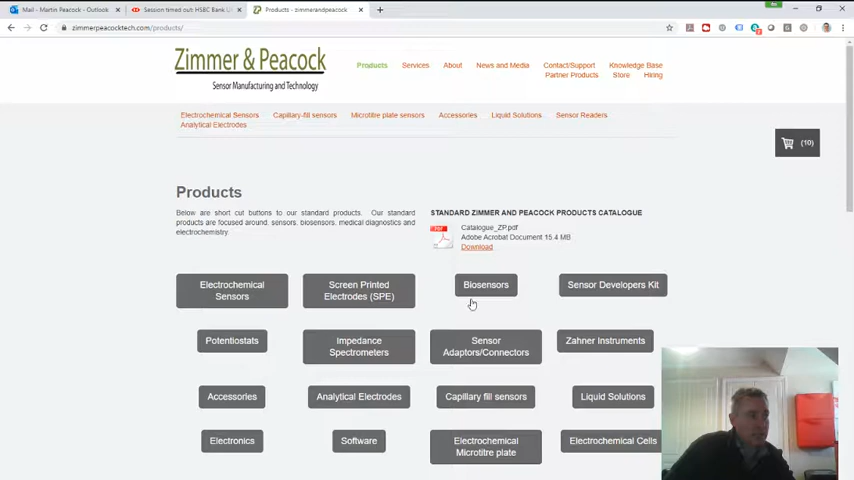 Mail - Martin Peacock - Outlook
Session timed out: HSBC Bank U
Products - zimmerandpeacock
zimmerpeacocktech.com/products/
Zimmer & Peacock
Sensor Manufacturing and Technology
Products Services About News and Media Contact/Support Knowledge Base
Partner Products Store Hiring
Electrochemical Sensors Capillary-fill sensors Microtitre plate sensors Accessories Liquid Solutions Sensor Readers
Analytical Electrodes
(10)
Products
Below are short cut buttons to our standard products. Our standard
products are focused around, sensors, biosensors, medical diagnostics and
electrochemistry.
STANDARD ZIMMER AND PEACOCK PRODUCTS CATALOGUE
Catalogue_ZP.pdf
Adobe Acrobat Document 15.4 MB
Download
Electrochemical
Sensors
Screen Printed
Electrodes (SPE)
Biosensors
Sensor Developers Kit
Potentiostats
Impedance
Spectrometers
Sensor
Adaptors/Connectors
Zahner Instruments
Accessories
Analytical Electrodes
Capillary fill sensors
Liquid Solutions
Electronics
Software
Electrochemical
Microtitre plate
Electrochemical Cells